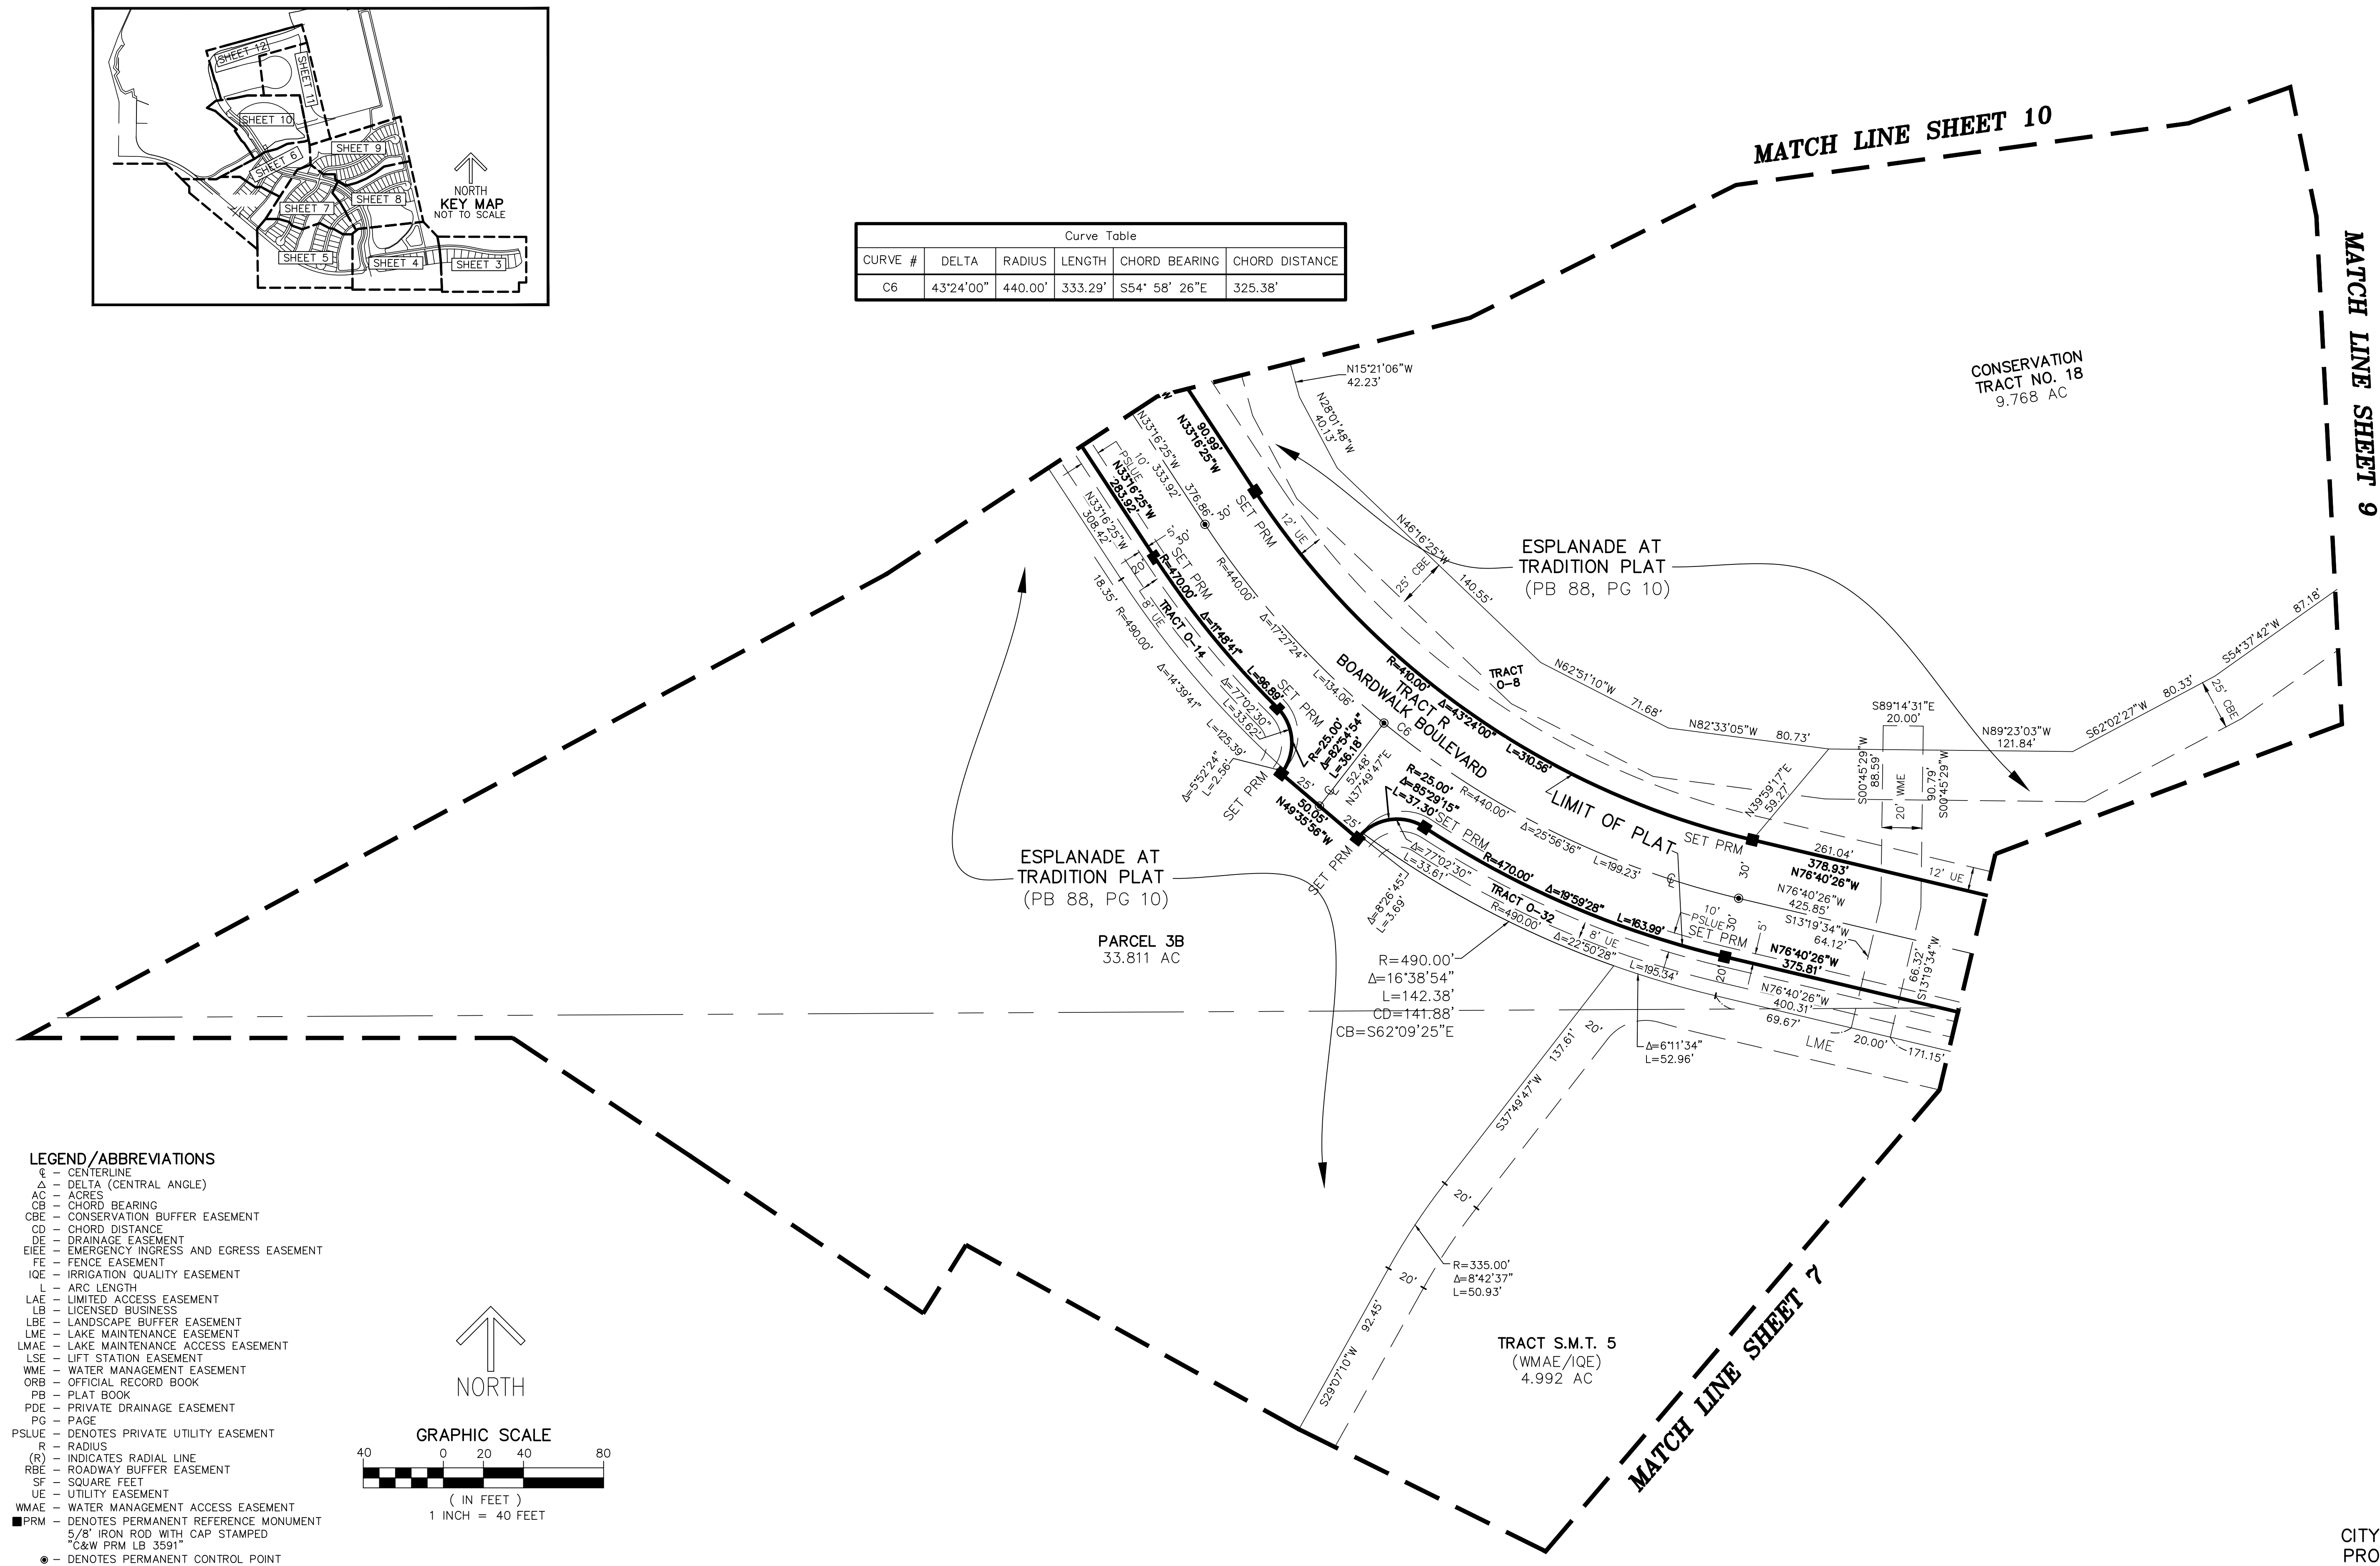 SHEET 12
SHEET 11
SHEET 10
SHEET 9
SHEET 6
SHEET 8
SHEET 7
SHEET 5
SHEET 4
SHEET 3
NORTH
KEY MAP
NOT TO SCALE
Curve Table
CURVE # DELTA RADIUS LENGTH CHORD BEARING CHORD DISTANCE
C6 43°24'00" 440.00' 333.29' S54° 58' 26"E 325.38'
MATCH LINE SHEET 10
MATCH LINE SHEET 9
CONSERVATION
TRACT NO. 18
9.768 AC
N15°21'06"W
42.23'
N28°01'48"W
40.13'
90.99'
N33°16'25"W
N33°16'25"W
333.92'
376.86'
10'
PSLUE
N33°16'25"W
283.92'
N33°16'25"W
308.42'
30'
SET PRM
5'
30'
SET PRM
20'
12' UE
N46°16'25"W
140.55'
25' CBE
ESPLANADE AT
TRADITION PLAT
(PB 88, PG 10)
18.35'
R=490.00'
Δ=14°39'41"
L=125.39'
8' UE
TRACT O-14
R=470.00'
Δ=11°48'41"
L=96.89'
R=440.00'
Δ=17°27'24"
L=134.06'
Δ=77°02'30"
L=33.62'
SET PRM
BOARDWALK BOULEVARD
TRACT R
R=410.00'
Δ=43°24'00"
L=310.56'
TRACT
O-8
N62°51'10"W
71.68'
N82°33'05"W 80.73'
S89°14'31"E
20.00'
N89°23'03"W
121.84'
S62°02'27"W 80.33'
S54°37'42"W
87.18'
25' CBE
C6
R=25.00'
Δ=82°54'54"
L=36.18'
52.48'
N37°49'47"E
Δ=5°52'24"
L=2.56'
SET PRM
25'
25'
50.05'
N49°35'56"W
SET PRM
R=25.00'
Δ=85°29'15"
L=37.30'
SET PRM
R=440.00'
Δ=25°56'36"
L=199.23'
LIMIT OF PLAT
S00°45'29"W
88.59'
20' WME
90.79'
S00°45'29"W
N39°59'17"E
59.27'
SET PRM
261.04'
378.93'
N76°40'26"W
12' UE
30'
N76°40'26"W
425.85'
S13°19'34"W
64.12'
ESPLANADE AT
TRADITION PLAT
(PB 88, PG 10)
PARCEL 3B
33.811 AC
Δ=77°02'30"
L=33.61'
Δ=8°26'45"
L=3.69'
R=470.00'
Δ=19°59'28"
L=163.99'
TRACT O-32
R=490.00'
Δ=22°50'28"
L=195.34'
8' UE
10'
PSLUE
30'
5'
SET PRM
N76°40'26"W
375.81'
20'
66.32'
S13°19'34"W
N76°40'26"W
400.31'
69.67'
20.00'
171.15'
LME
R=490.00'
Δ=16°38'54"
L=142.38'
CD=141.88'
CB=S62°09'25"E
Δ=6°11'34"
L=52.96'
20'
S37°49'47"W 137.61'
20'
R=335.00'
Δ=8°42'37"
L=50.93'
20'
S29°07'10"W 92.45'
TRACT S.M.T. 5
(WMAE/IQE)
4.992 AC
MATCH LINE SHEET 7
LEGEND/ABBREVIATIONS
℄ – CENTERLINE
Δ – DELTA (CENTRAL ANGLE)
AC – ACRES
CB – CHORD BEARING
CBE – CONSERVATION BUFFER EASEMENT
CD – CHORD DISTANCE
DE – DRAINAGE EASEMENT
EIEE – EMERGENCY INGRESS AND EGRESS EASEMENT
FE – FENCE EASEMENT
IQE – IRRIGATION QUALITY EASEMENT
L – ARC LENGTH
LAE – LIMITED ACCESS EASEMENT
LB – LICENSED BUSINESS
LBE – LANDSCAPE BUFFER EASEMENT
LME – LAKE MAINTENANCE EASEMENT
LMAE – LAKE MAINTENANCE ACCESS EASEMENT
LSE – LIFT STATION EASEMENT
WME – WATER MANAGEMENT EASEMENT
ORB – OFFICIAL RECORD BOOK
PB – PLAT BOOK
PDE – PRIVATE DRAINAGE EASEMENT
PG – PAGE
PSLUE – DENOTES PRIVATE UTILITY EASEMENT
R – RADIUS
(R) – INDICATES RADIAL LINE
RBE – ROADWAY BUFFER EASEMENT
SF – SQUARE FEET
UE – UTILITY EASEMENT
WMAE – WATER MANAGEMENT ACCESS EASEMENT
■PRM – DENOTES PERMANENT REFERENCE MONUMENT
5/8' IRON ROD WITH CAP STAMPED
"C&W PRM LB 3591"
◉ – DENOTES PERMANENT CONTROL POINT
NORTH
GRAPHIC SCALE
40 0 20 40 80
( IN FEET )
1 INCH = 40 FEET
CITY
PRO